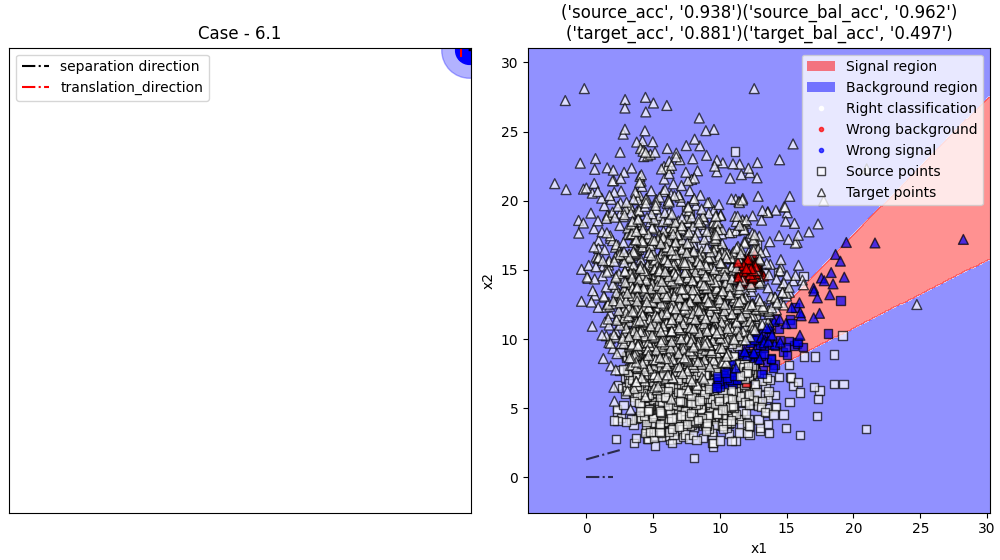 Case - 6.1
separation direction
translation_direction
('source_acc', '0.938')('source_bal_acc', '0.962')
('target_acc', '0.881')('target_bal_acc', '0.497')
Signal region
Background region
Right classification
Wrong background
Wrong signal
Source points
Target points
x2
30
25
20
15
10
5
0
0 5 10 15 20 25 30
x1